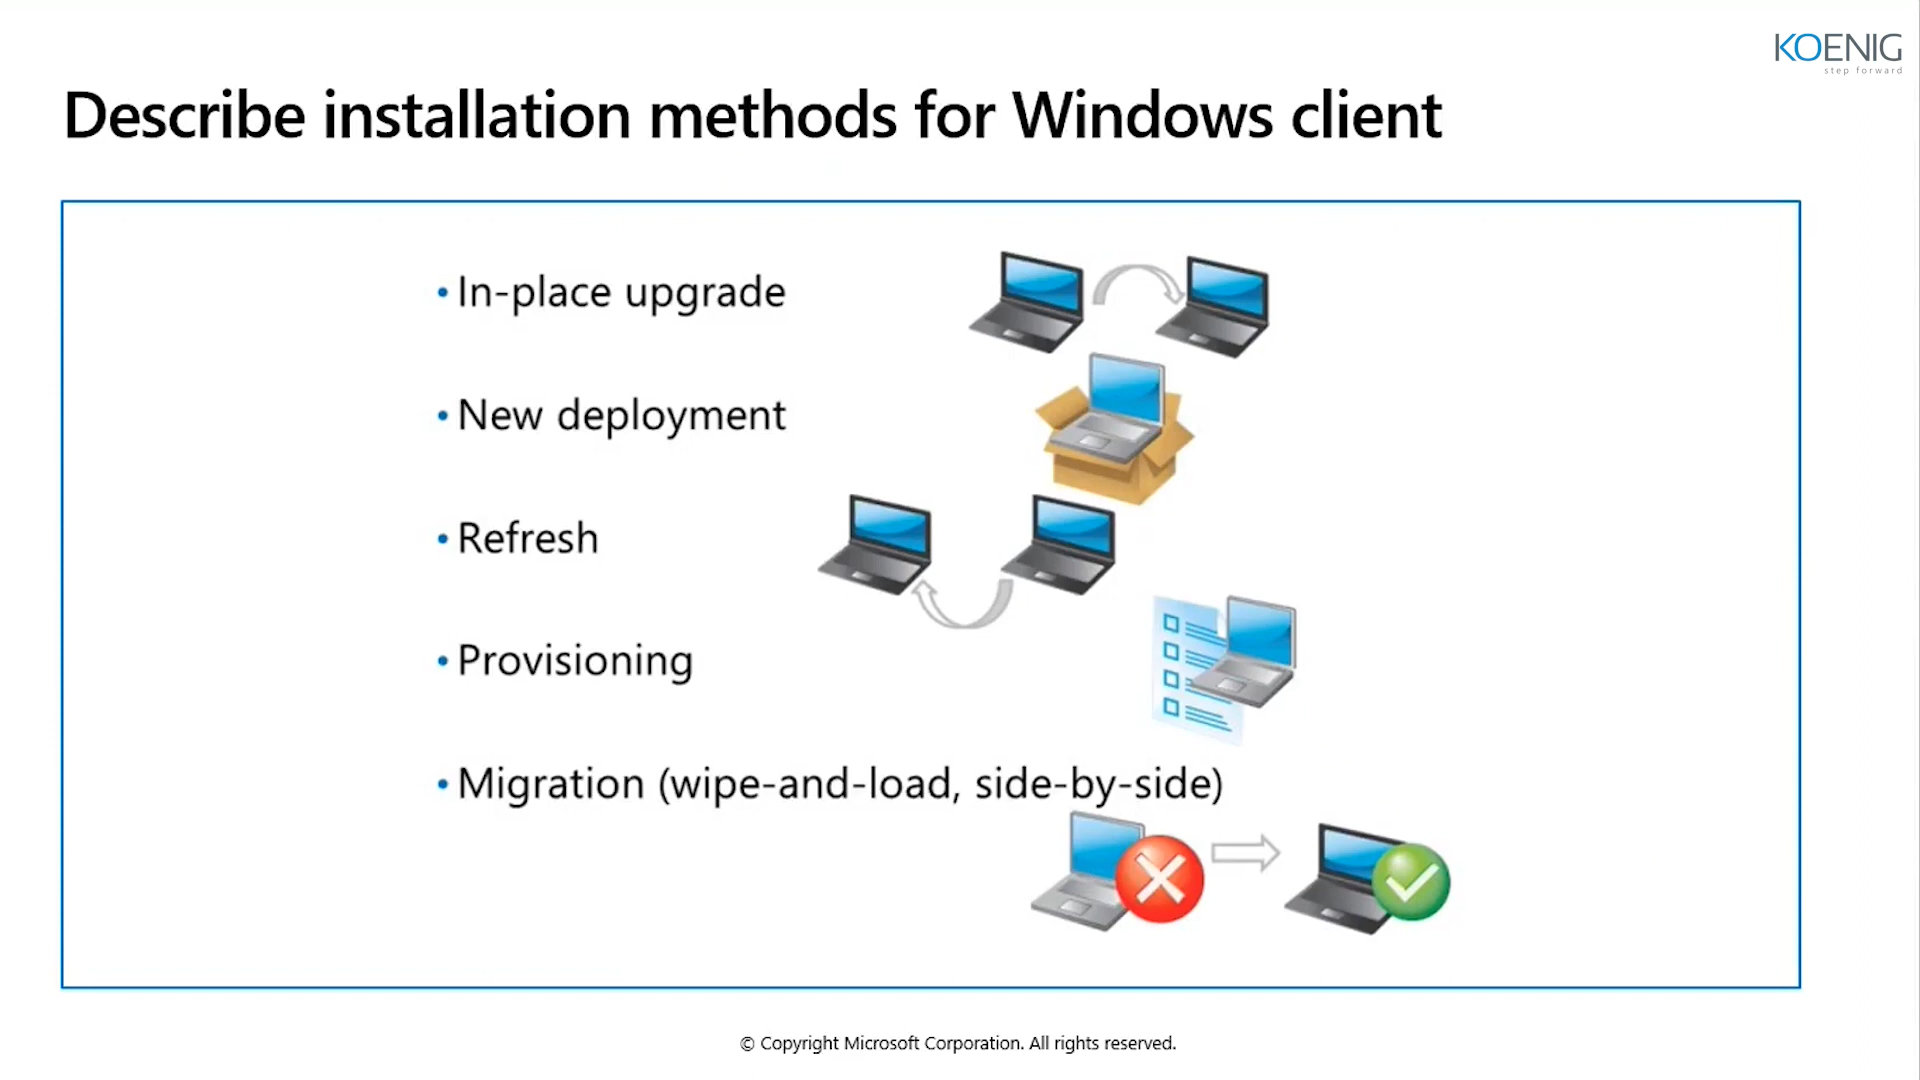 KOENIG
step forward
Describe installation methods for Windows client
• In-place upgrade
• New deployment
• Refresh
• Provisioning
• Migration (wipe-and-load, side-by-side)
© Copyright Microsoft Corporation. All rights reserved.